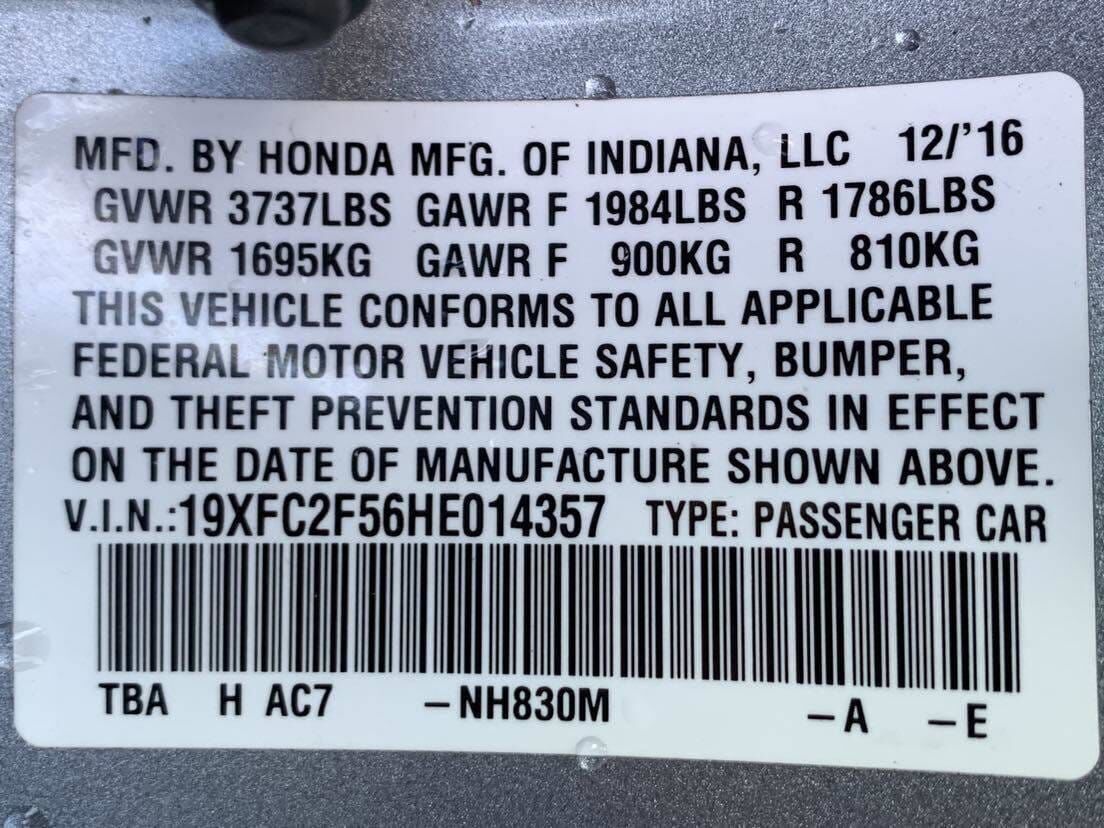 MFD. BY HONDA MFG. OF INDIANA, LLC 12/'16
GVWR 3737LBS GAWR F 1984LBS R 1786LBS
GVWR 1695KG GAWR F 900KG R 810KG
THIS VEHICLE CONFORMS TO ALL APPLICABLE
FEDERAL MOTOR VEHICLE SAFETY, BUMPER,
AND THEFT PREVENTION STANDARDS IN EFFECT
ON THE DATE OF MANUFACTURE SHOWN ABOVE.
V.I.N.:19XFC2F56HE014357 TYPE: PASSENGER CAR
TBA H AC7 -NH830M -A -E